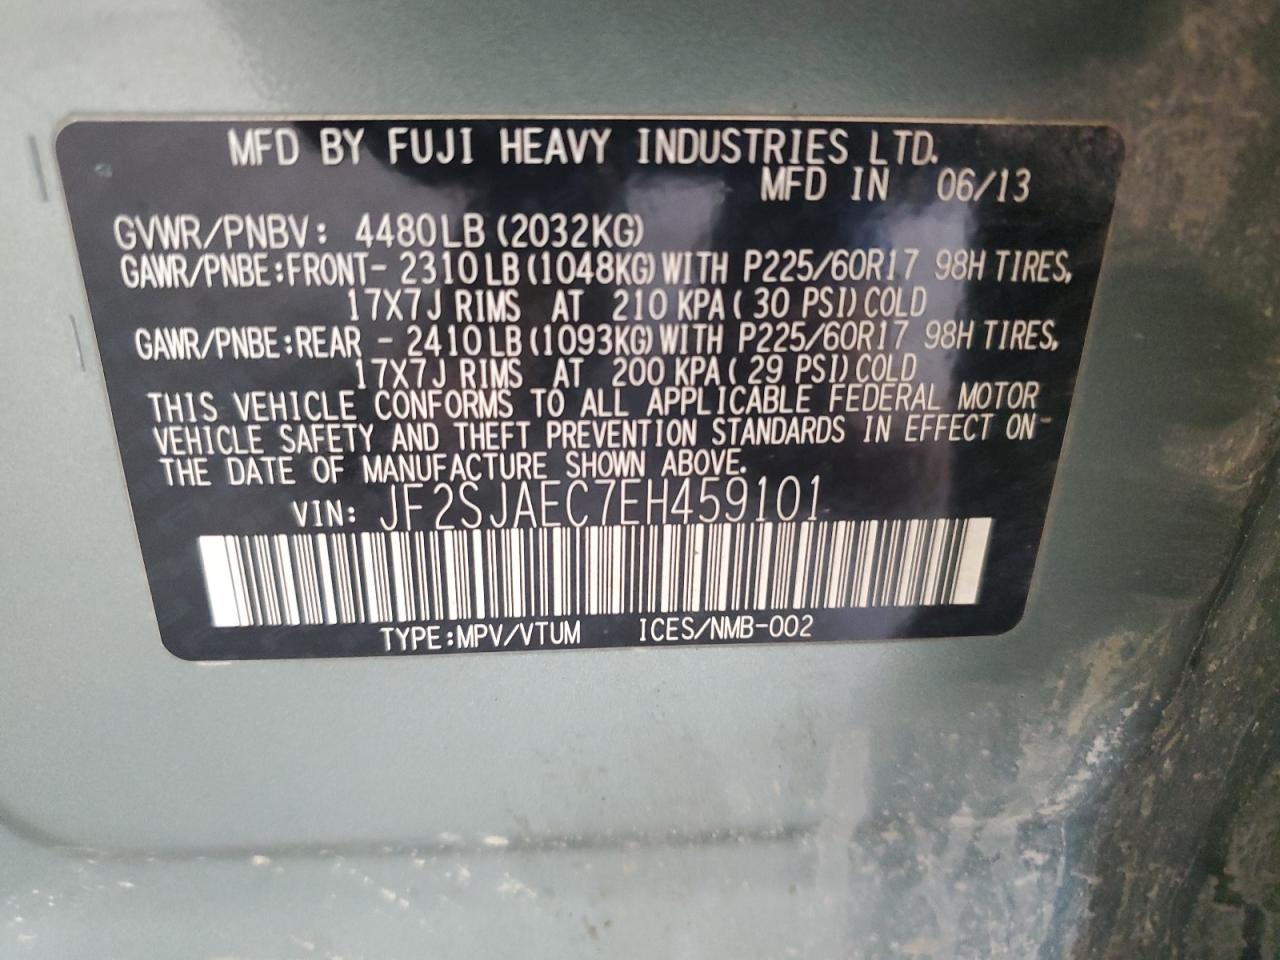 MFD BY FUJI HEAVY INDUSTRIES LTD.
MFD IN 06/13
GVWR/PNBV: 4480LB (2032KG)
GAWR/PNBE:FRONT- 2310LB (1048KG) WITH P225/60R17 98H TIRES,
17X7J RIMS AT 210 KPA ( 30 PSI) COLD
GAWR/PNBE:REAR - 2410LB (1093KG) WITH P225/60R17 98H TIRES,
17X7J RIMS AT 200 KPA ( 29 PSI) COLD
THIS VEHICLE CONFORMS TO ALL APPLICABLE FEDERAL MOTOR
VEHICLE SAFETY AND THEFT PREVENTION STANDARDS IN EFFECT ON
THE DATE OF MANUFACTURE SHOWN ABOVE.
VIN: JF2SJAEC7EH459101
TYPE:MPV/VTUM ICES/NMB-002